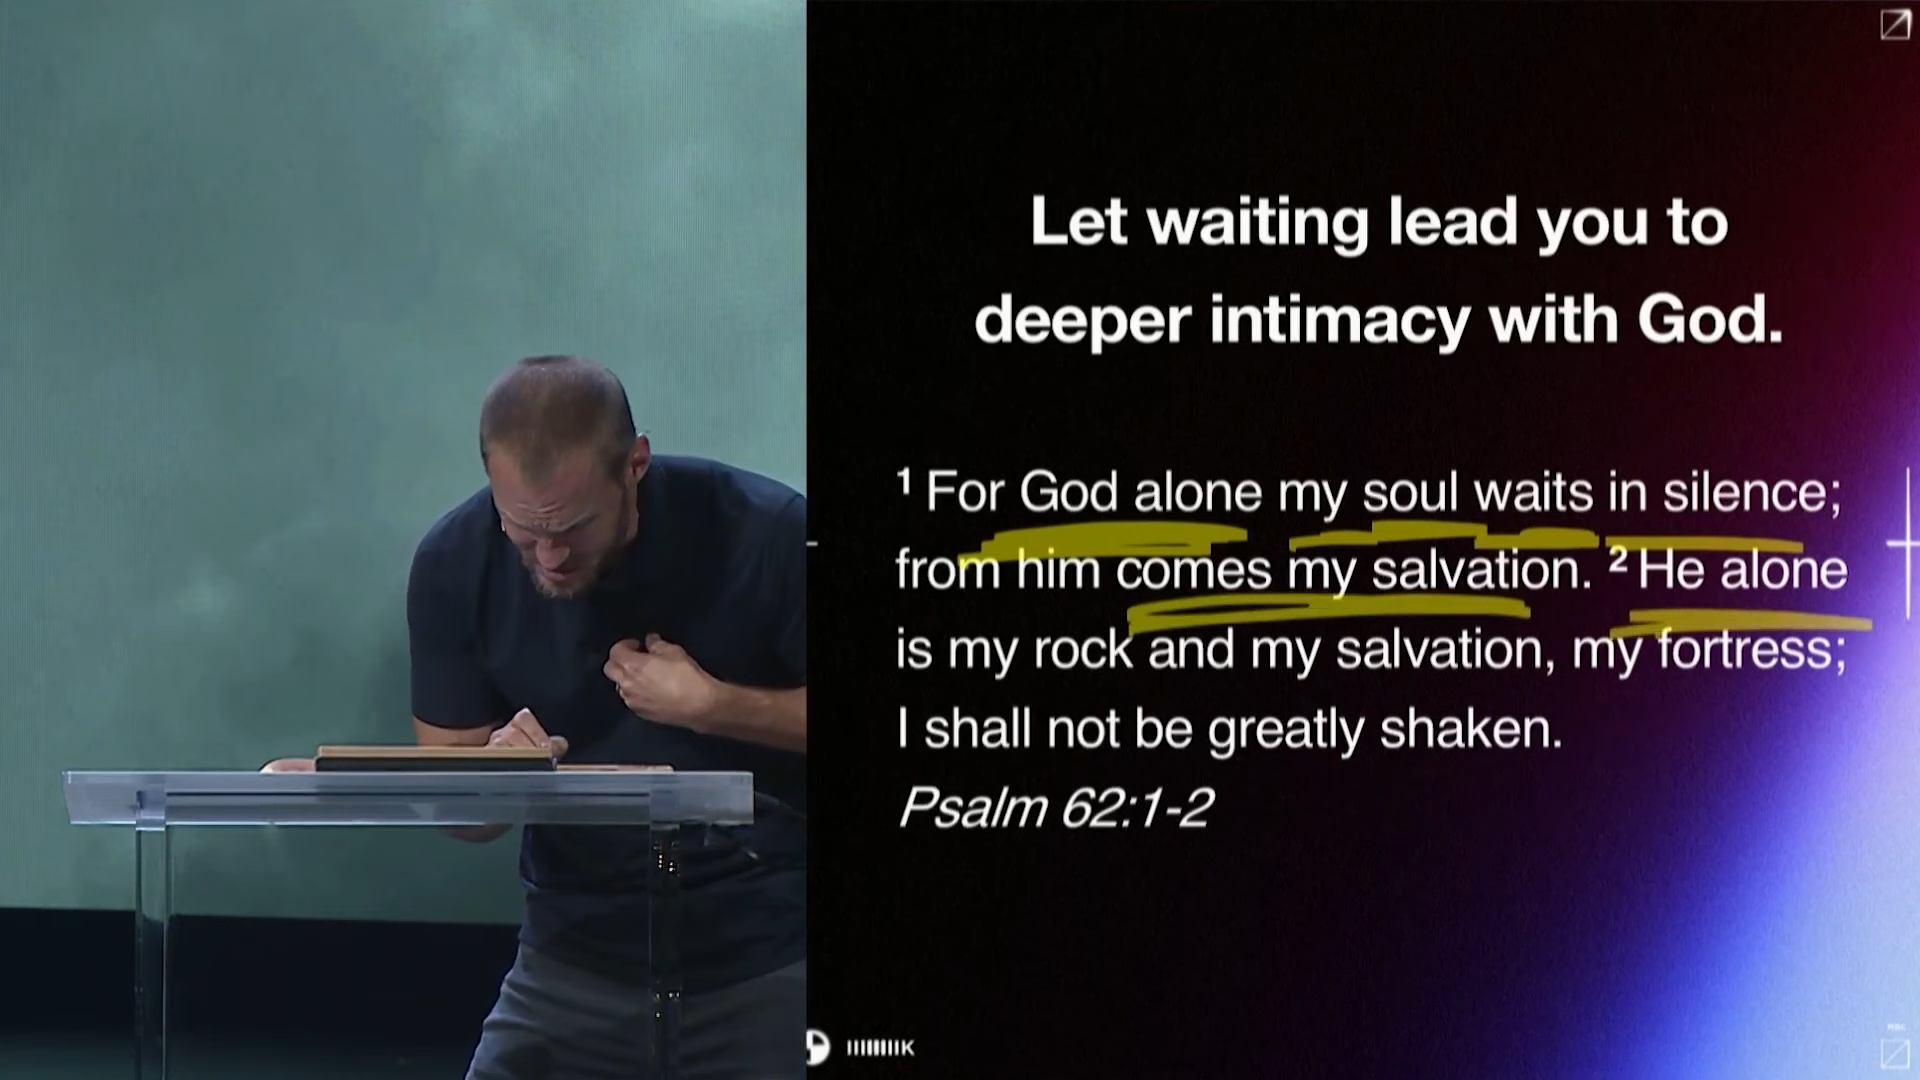 Let waiting lead you to
deeper intimacy with God.
1 For God alone my soul waits in silence;
from him comes my salvation. 2 He alone
is my rock and my salvation, my fortress;
I shall not be greatly shaken.
Psalm 62:1-2